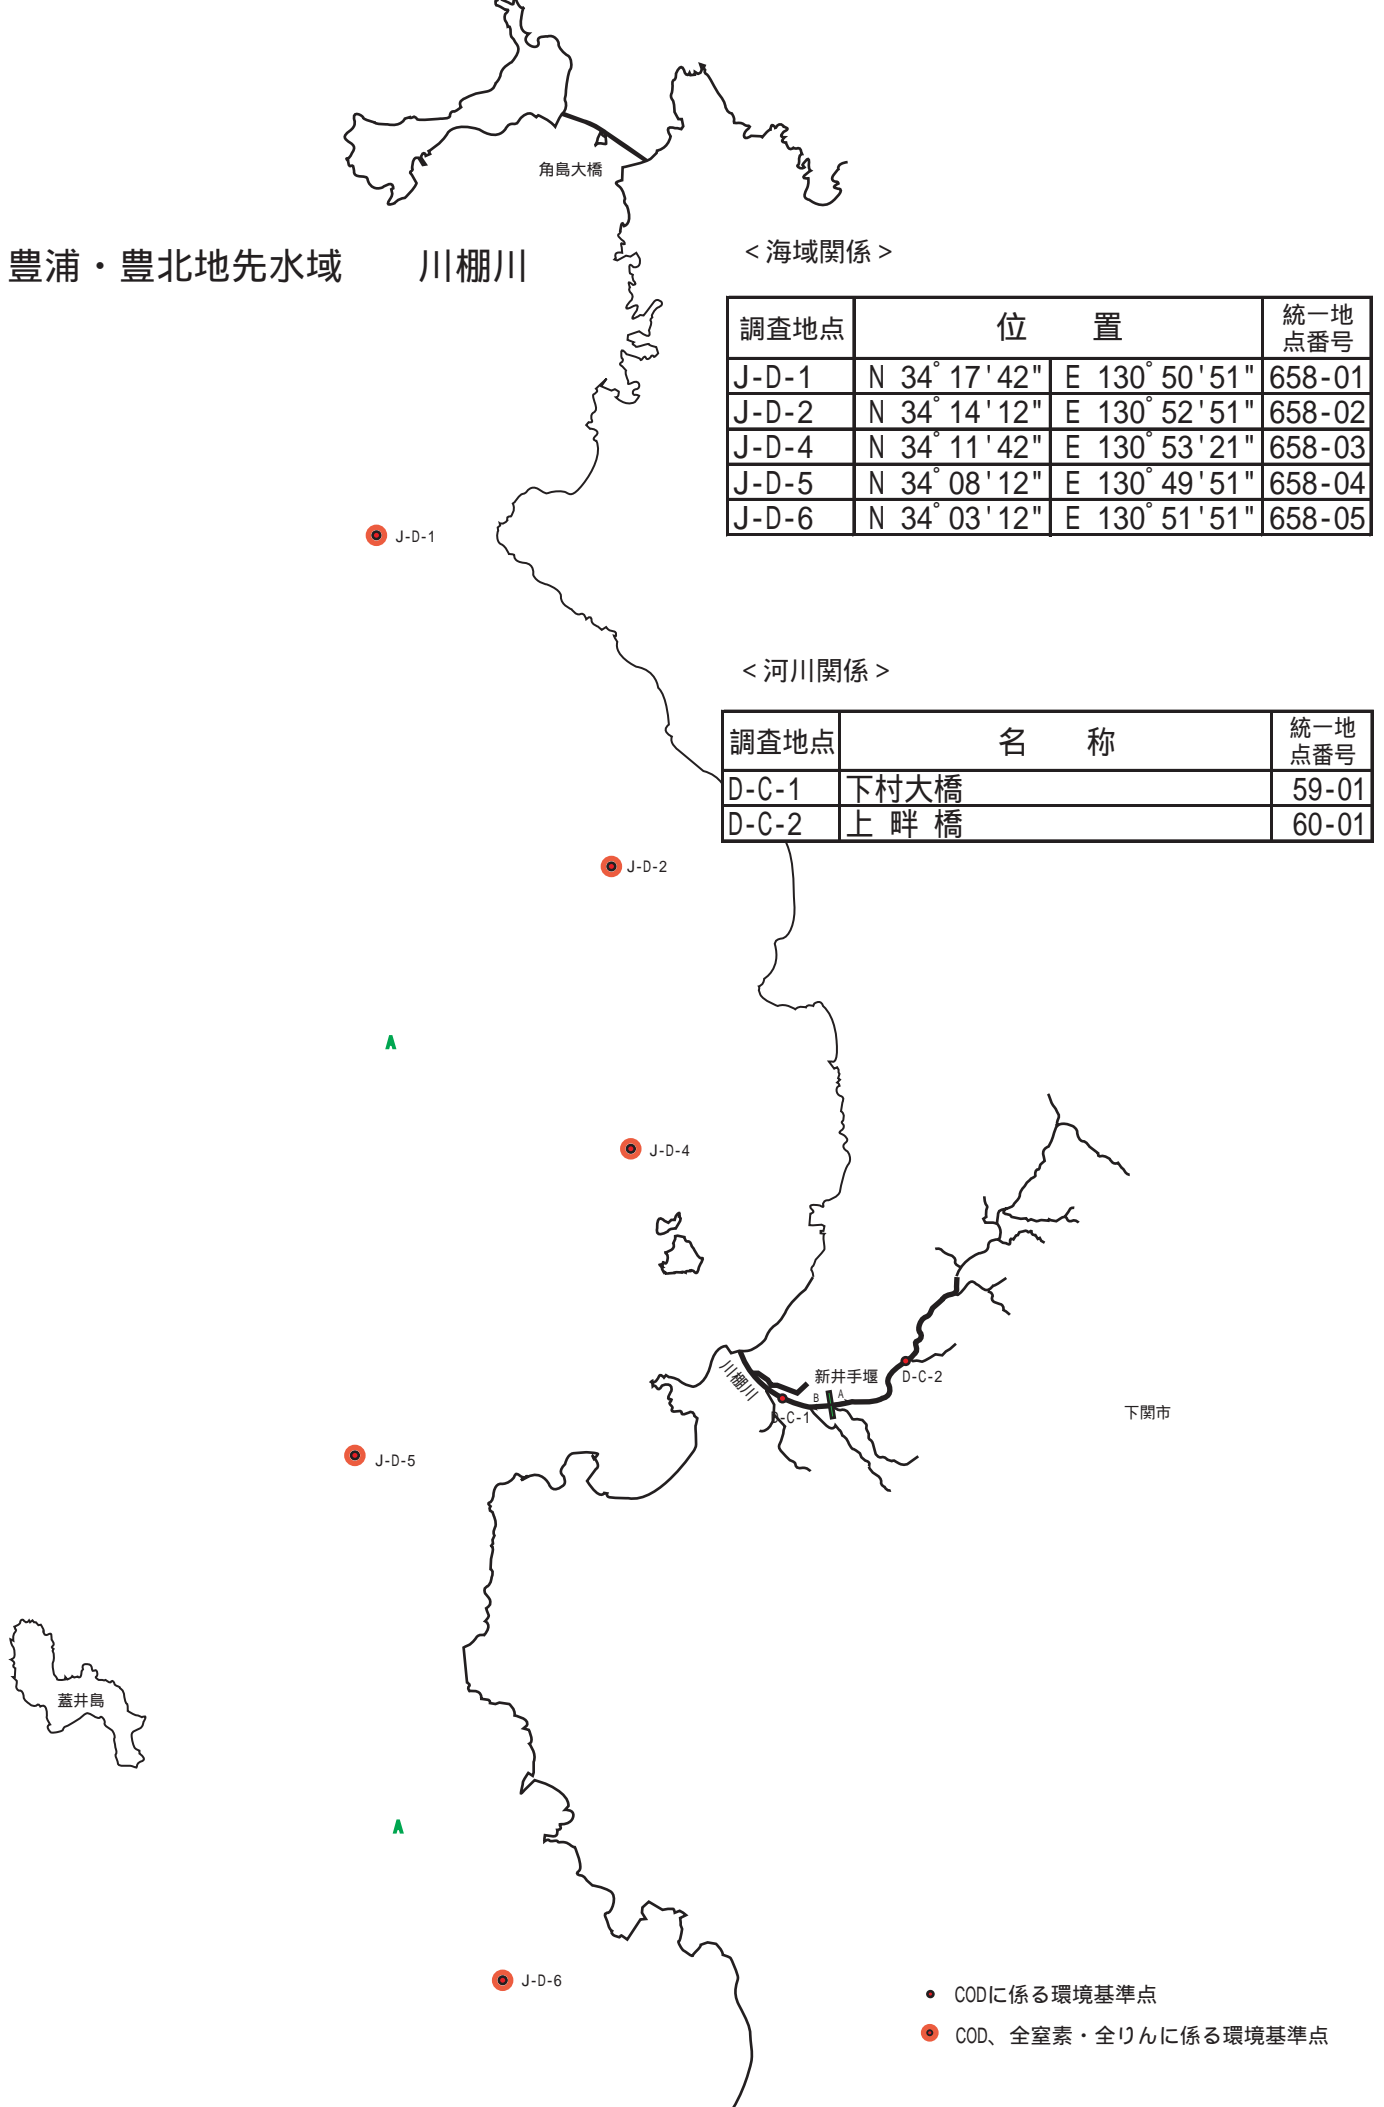 角島大橋
豊浦・豊北地先水域　　川棚川
＜海域関係＞
調査地点 位　置 統一地点番号
J-D-1 N 34°17'42" E 130°50'51" 658-01
J-D-2 N 34°14'12" E 130°52'51" 658-02
J-D-4 N 34°11'42" E 130°53'21" 658-03
J-D-5 N 34°08'12" E 130°49'51" 658-04
J-D-6 N 34°03'12" E 130°51'51" 658-05
J-D-1
＜河川関係＞
調査地点 名　称 統一地点番号
D-C-1 下村大橋 59-01
D-C-2 上 畔 橋 60-01
J-D-2
A
J-D-4
川棚川
新井手堰
D-C-2
B A
D-C-1
下関市
J-D-5
蓋井島
A
J-D-6
CODに係る環境基準点
COD、全窒素・全りんに係る環境基準点